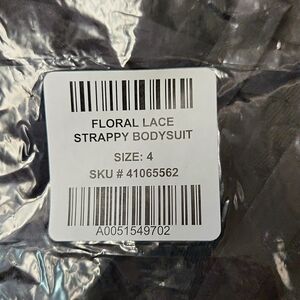 FLORAL LACE
STRAPPY BODYSUIT
SIZE: 4
SKU # 41065562
A0051549702